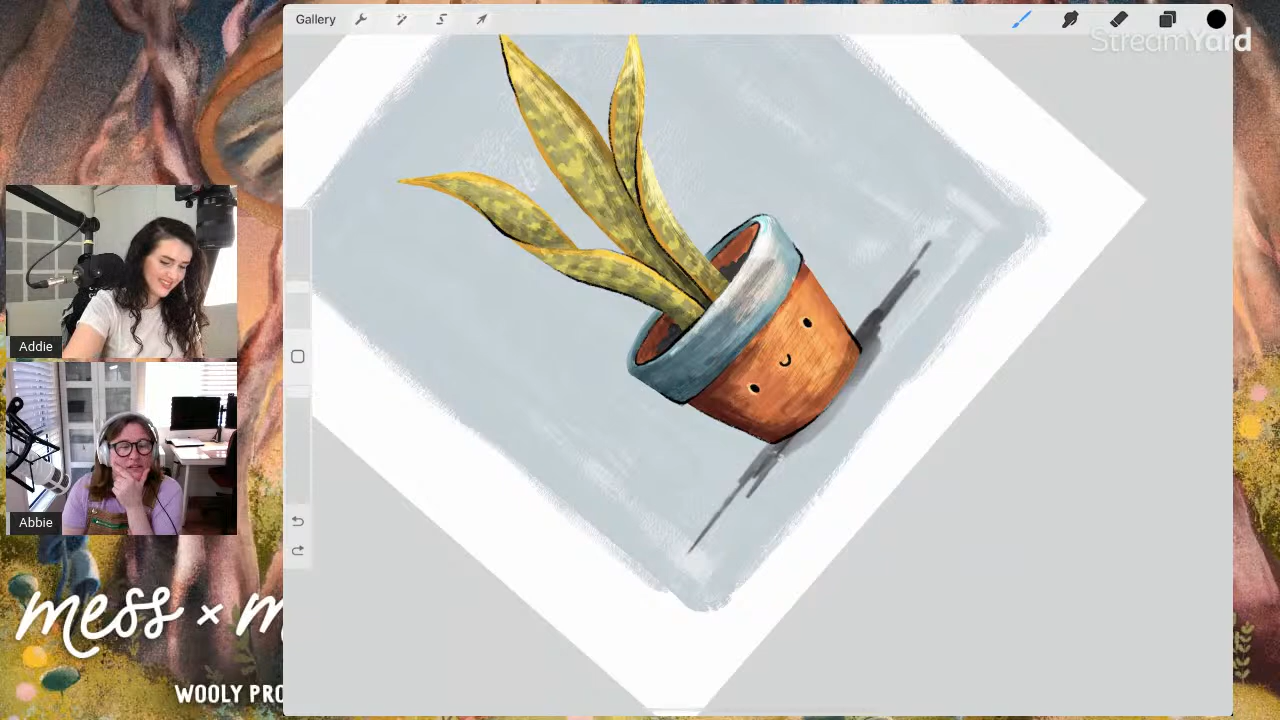 Gallery
StreamYard
Addie
Abbie
mess × m
WOOLY PRO